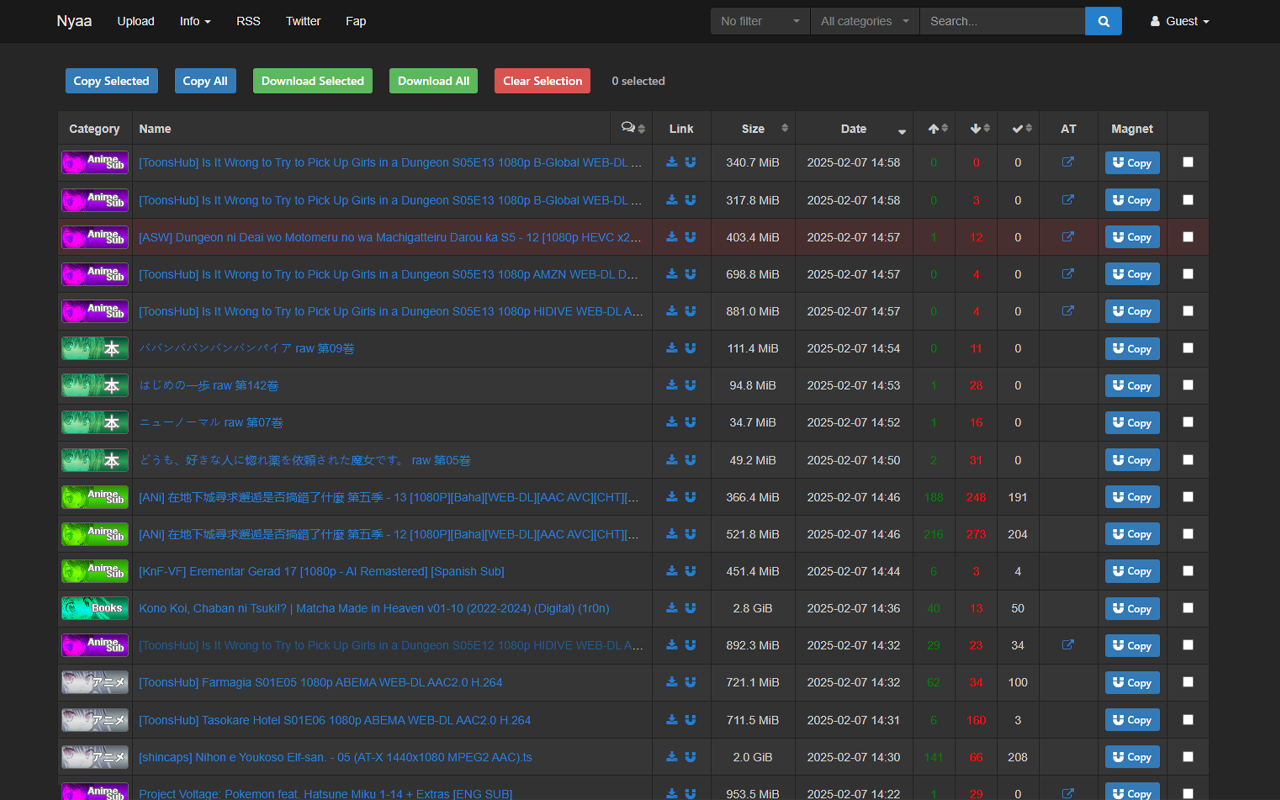 Nyaa Upload Info RSS Twitter Fap No filter All categories Search... Guest
Copy Selected Copy All Download Selected Download All Clear Selection 0 selected
Category Name Link Size Date AT Magnet
Anime Sub [ToonsHub] Is It Wrong to Try to Pick Up Girls in a Dungeon S05E13 1080p B-Global WEB-DL ... 340.7 MiB 2025-02-07 14:58 0 0 0 Copy
Anime Sub [ToonsHub] Is It Wrong to Try to Pick Up Girls in a Dungeon S05E13 1080p B-Global WEB-DL ... 317.8 MiB 2025-02-07 14:58 0 3 0 Copy
Anime Sub [ASW] Dungeon ni Deai wo Motomeru no wa Machigatteiru Darou ka S5 - 12 [1080p HEVC x2... 403.4 MiB 2025-02-07 14:57 1 12 0 Copy
Anime Sub [ToonsHub] Is It Wrong to Try to Pick Up Girls in a Dungeon S05E13 1080p AMZN WEB-DL D... 698.8 MiB 2025-02-07 14:57 0 4 0 Copy
Anime Sub [ToonsHub] Is It Wrong to Try to Pick Up Girls in a Dungeon S05E13 1080p HIDIVE WEB-DL A... 881.0 MiB 2025-02-07 14:57 0 4 0 Copy
本 ババンババンバンバンパイア raw 第09巻 111.4 MiB 2025-02-07 14:54 0 11 0 Copy
本 はじめの一歩 raw 第142巻 94.8 MiB 2025-02-07 14:53 1 28 0 Copy
本 ニューノーマル raw 第07巻 34.7 MiB 2025-02-07 14:52 1 16 0 Copy
本 どうも、好きな人に惚れ薬を依頼された魔女です。 raw 第05巻 49.2 MiB 2025-02-07 14:50 2 31 0 Copy
Anime Sub [ANi] 在地下城尋求邂逅是否搞錯了什麼 第五季 - 13 [1080P][Baha][WEB-DL][AAC AVC][CHT][... 366.4 MiB 2025-02-07 14:46 188 248 191 Copy
Anime Sub [ANi] 在地下城尋求邂逅是否搞錯了什麼 第五季 - 12 [1080P][Baha][WEB-DL][AAC AVC][CHT][... 521.8 MiB 2025-02-07 14:46 216 273 204 Copy
Anime Sub [KnF-VF] Erementar Gerad 17 [1080p - AI Remastered] [Spanish Sub] 451.4 MiB 2025-02-07 14:44 6 3 4 Copy
Books Kono Koi, Chaban ni Tsuki!? | Matcha Made in Heaven v01-10 (2022-2024) (Digital) (1r0n) 2.8 GiB 2025-02-07 14:36 40 13 50 Copy
Anime Sub [ToonsHub] Is It Wrong to Try to Pick Up Girls in a Dungeon S05E12 1080p HIDIVE WEB-DL A... 892.3 MiB 2025-02-07 14:32 29 23 34 Copy
アニメ [ToonsHub] Farmagia S01E05 1080p ABEMA WEB-DL AAC2.0 H.264 721.1 MiB 2025-02-07 14:32 62 34 100 Copy
アニメ [ToonsHub] Tasokare Hotel S01E06 1080p ABEMA WEB-DL AAC2.0 H.264 711.5 MiB 2025-02-07 14:31 6 160 3 Copy
アニメ [shincaps] Nihon e Youkoso Elf-san. - 05 (AT-X 1440x1080 MPEG2 AAC).ts 2.0 GiB 2025-02-07 14:30 141 66 208 Copy
Anime Sub Project Voltage: Pokemon feat. Hatsune Miku 1-14 + Extras [ENG SUB] 953.5 MiB 2025-02-07 14:22 1 29 0 Copy